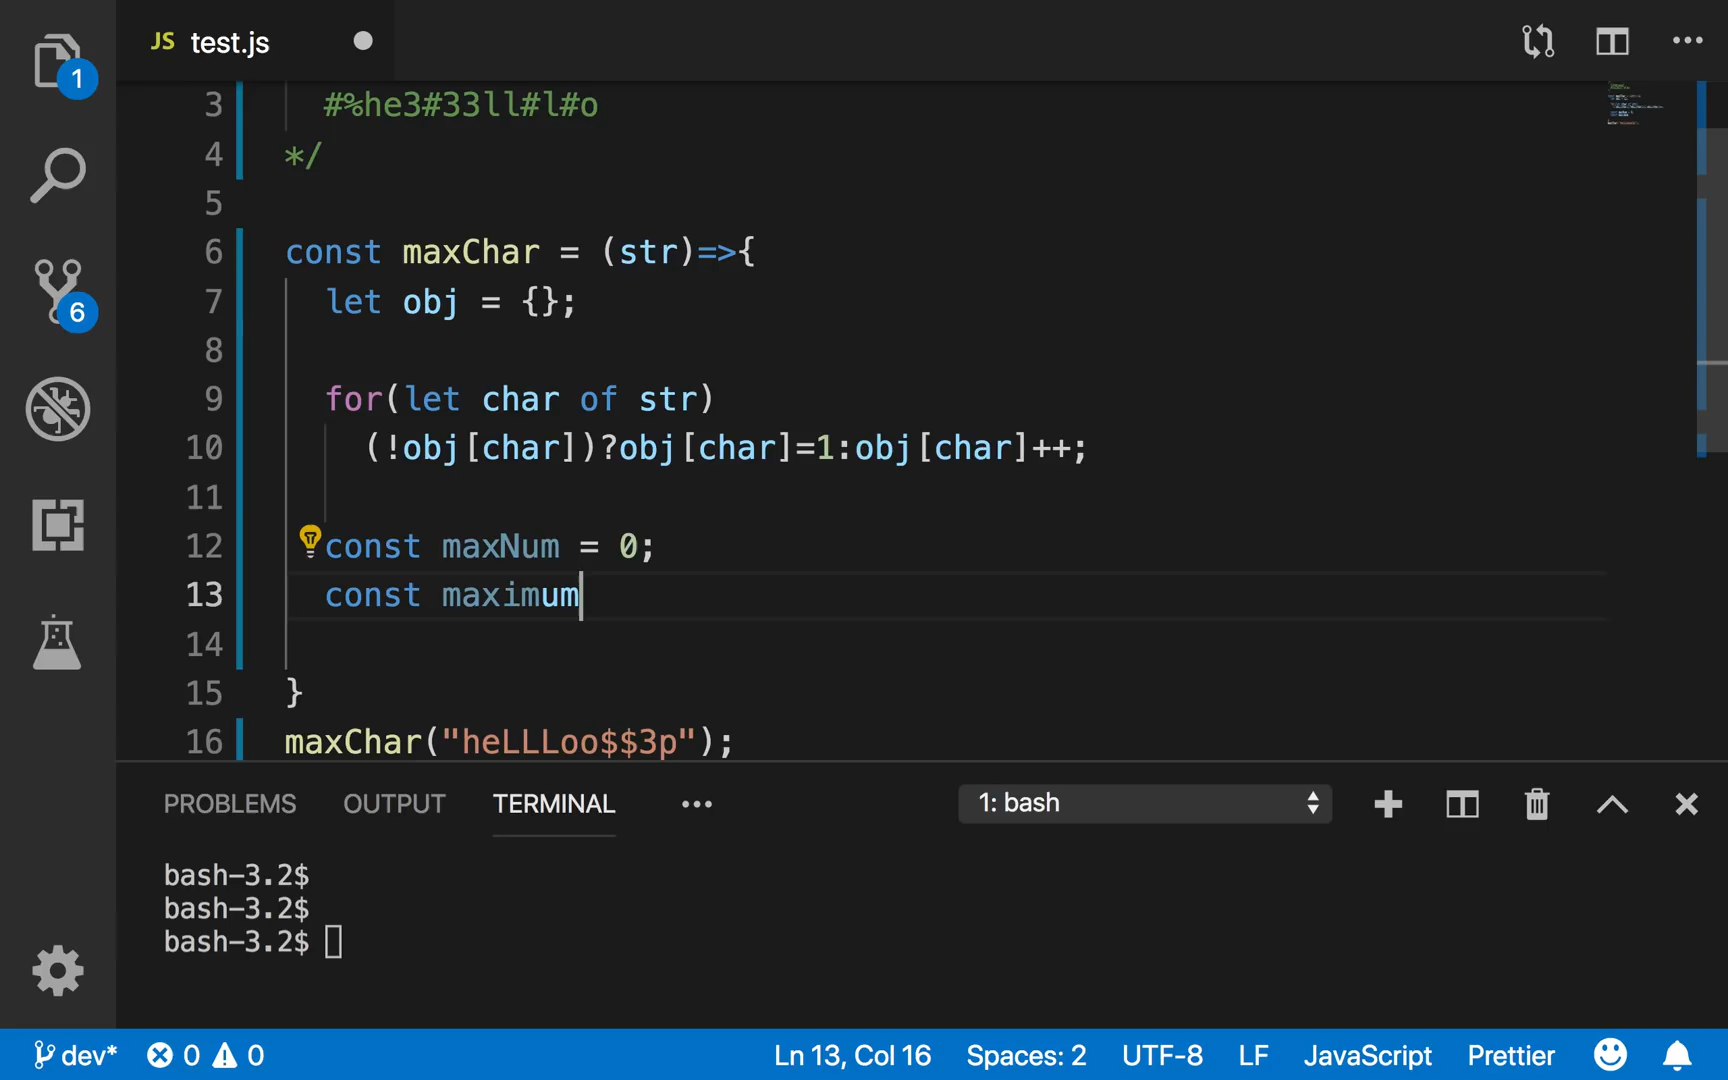 JS test.js
1
3 #%he3#33ll#l#o
4 */
5
6 const maxChar = (str)=>{
7 let obj = {};
8
9 for(let char of str)
10 (!obj[char])?obj[char]=1:obj[char]++;
11
12 const maxNum = 0;
13 const maximum
14
15 }
16 maxChar("heLLLoo$$3p");
6
PROBLEMS OUTPUT TERMINAL 1: bash
bash-3.2$
bash-3.2$
bash-3.2$
dev* 0 0 Ln 13, Col 16 Spaces: 2 UTF-8 LF JavaScript Prettier